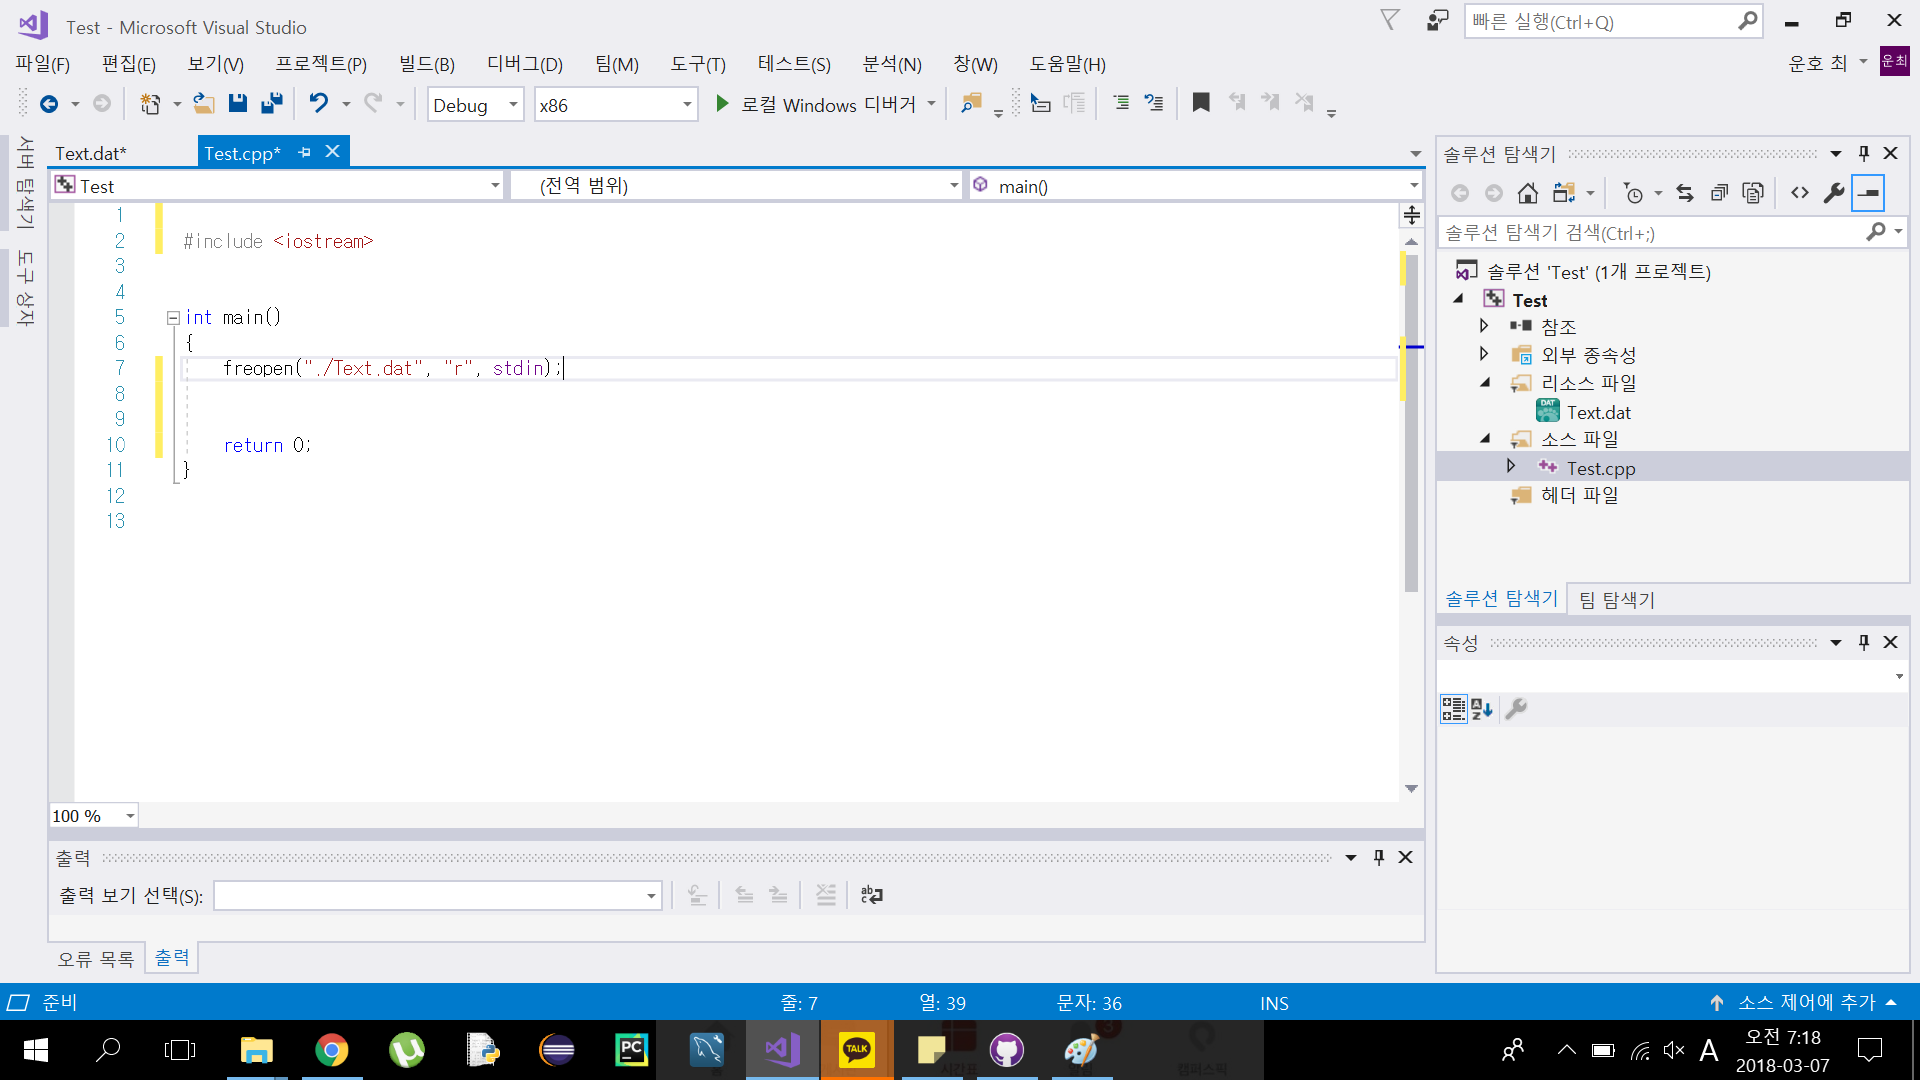 Test - Microsoft Visual Studio
빠른 실행(Ctrl+Q)
파일(F) 편집(E) 보기(V) 프로젝트(P) 빌드(B) 디버그(D) 팀(M) 도구(T) 테스트(S) 분석(N) 창(W) 도움말(H)
운호 최 운최
Debug x86 로컬 Windows 디버거
서버 탐색기
도구 상자
Text.dat* Test.cpp*
Test (전역 범위) main()
1
2 #include <iostream>
3
4
5 int main()
6 {
7 freopen("./Text.dat", "r", stdin);
8
9
10 return 0;
11 }
12
13
100 %
출력
출력 보기 선택(S):
오류 목록 출력
솔루션 탐색기
솔루션 탐색기 검색(Ctrl+;)
솔루션 'Test' (1개 프로젝트)
Test
참조
외부 종속성
리소스 파일
DAT Text.dat
소스 파일
Test.cpp
헤더 파일
솔루션 탐색기 팀 탐색기
속성
준비 줄: 7 열: 39 문자: 36 INS 소스 제어에 추가
PC TALK 3 A
오전 7:18
2018-03-07